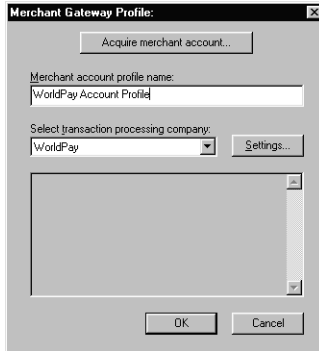 Merchant Gateway Profile:
Acquire merchant account...
Merchant account profile name:
WorldPay Account Profile
Select transaction processing company:
WorldPay
Settings...
OK
Cancel